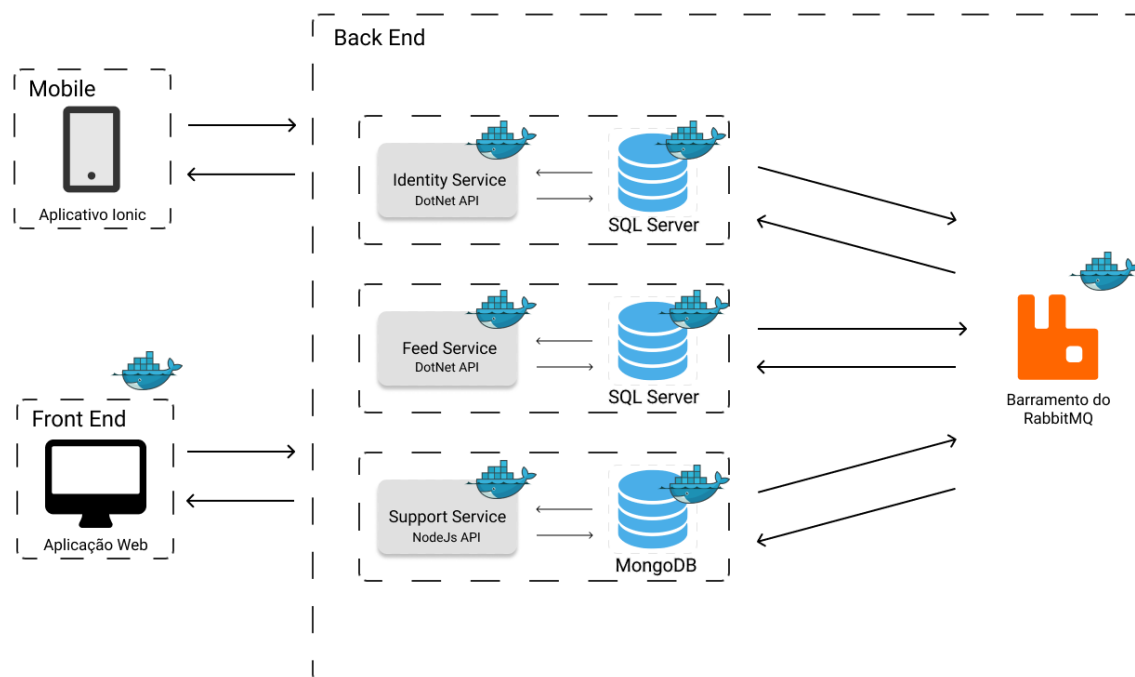 Back End
Mobile
Aplicativo Ionic
Front End
Aplicação Web
Identity Service
DotNet API
SQL Server
Feed Service
DotNet API
SQL Server
Support Service
NodeJs API
MongoDB
Barramento do
RabbitMQ